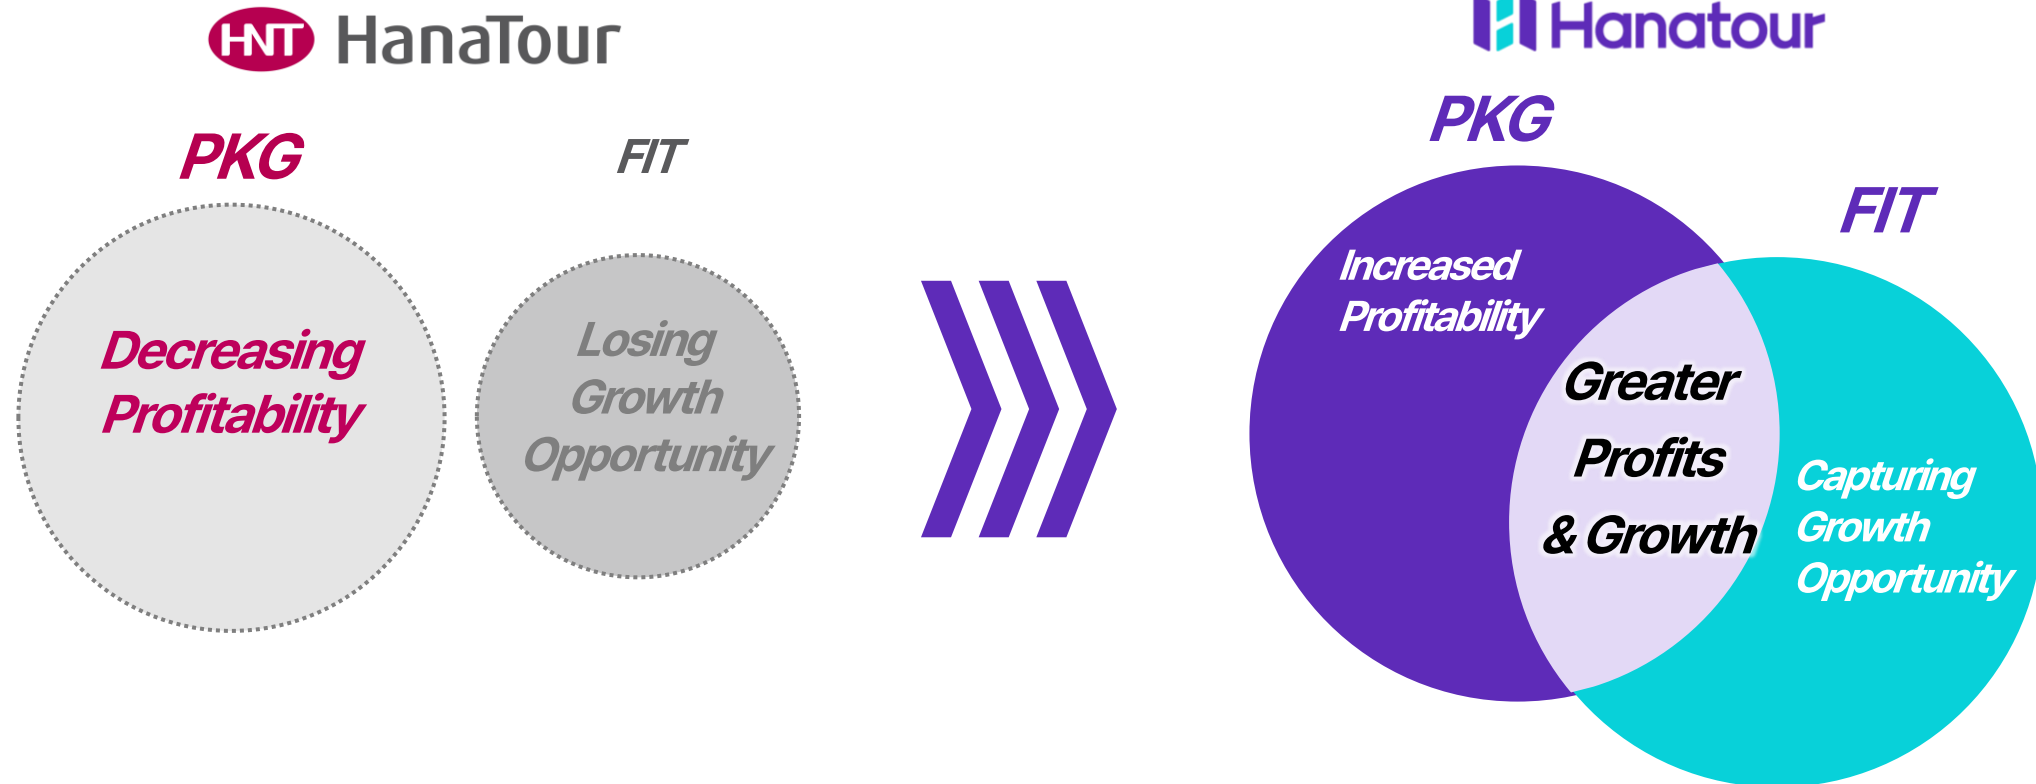 HNT HanaTour
PKG
FIT
Decreasing
Profitability
Losing
Growth
Opportunity
Hanatour
PKG
FIT
Increased
Profitability
Greater
Profits
& Growth
Capturing
Growth
Opportunity